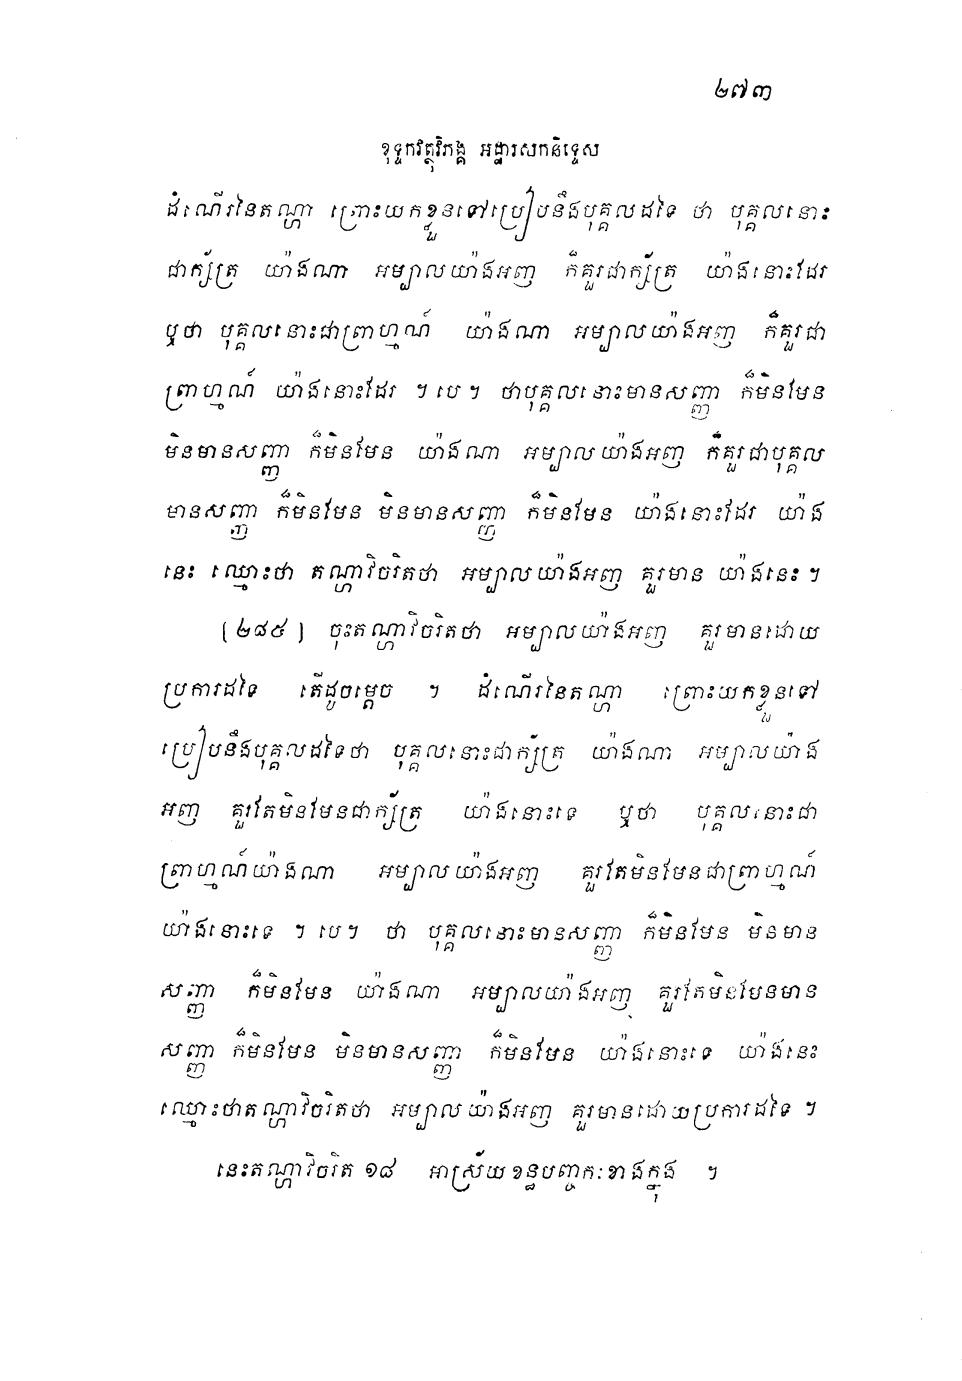 ២៧៣
ខុទ្ទកវត្ថុវិភង្គ អដ្ឋារសកនិទ្ទេស
ដំណើរនៃតណ្ហា ព្រោះយកខ្លួនទៅប្រៀបនឹងបុគ្គលដទៃ ថា បុគ្គលនោះ
ជាក្ស័ត្រ យ៉ាងណា អម្បាលយ៉ាងអញ ក៏គួរជាក្ស័ត្រ យ៉ាងនោះដែរ
ឬថា បុគ្គលនោះជាព្រាហ្មណ៍ យ៉ាងណា អម្បាលយ៉ាងអញ ក៏គួរជា
ព្រាហ្មណ៍ យ៉ាងនោះដែរ ។ បេ ។ ថាបុគ្គលនោះមានសញ្ញា ក៏មិនមែន
មិនមានសញ្ញា ក៏មិនមែន យ៉ាងណា អម្បាលយ៉ាងអញ ក៏គួរជាបុគ្គល
មានសញ្ញា ក៏មិនមែន មិនមានសញ្ញា ក៏មិនមែន យ៉ាងនោះដែរ យ៉ាង
នេះ ឈ្មោះថា តណ្ហាវិចរិតថា អម្បាលយ៉ាងអញ គួរមាន យ៉ាងនេះ ។
[២៨៥] ចុះតណ្ហាវិចរិតថា អម្បាលយ៉ាងអញ គួរមានដោយ
ប្រការដទៃ តើដូចម្តេច ។ ដំណើរនៃតណ្ហា ព្រោះយកខ្លួនទៅ
ប្រៀបនឹងបុគ្គលដទៃថា បុគ្គលនោះជាក្ស័ត្រ យ៉ាងណា អម្បាលយ៉ាង
អញ គួរតែមិនមែនជាក្ស័ត្រ យ៉ាងនោះទេ ឬថា បុគ្គលនោះជា
ព្រាហ្មណ៍យ៉ាងណា អម្បាលយ៉ាងអញ គួរតែមិនមែនជាព្រាហ្មណ៍
យ៉ាងនោះទេ ។ បេ។ ថា បុគ្គលនោះមានសញ្ញា ក៏មិនមែន មិនមាន
សញ្ញា ក៏មិនមែន យ៉ាងណា អម្បាលយ៉ាងអញ គួរតែមិនមែនមាន
សញ្ញា ក៏មិនមែន មិនមានសញ្ញា ក៏មិនមែន យ៉ាងនោះទេ យ៉ាងនេះ
ឈ្មោះថាតណ្ហាវិចរិតថា អម្បាលយ៉ាងអញ គួរមានដោយប្រការដទៃ ។
នេះតណ្ហាវិចរិត ១៨ អាស្រ័យខន្ធបញ្ចកៈខាងក្នុង ។